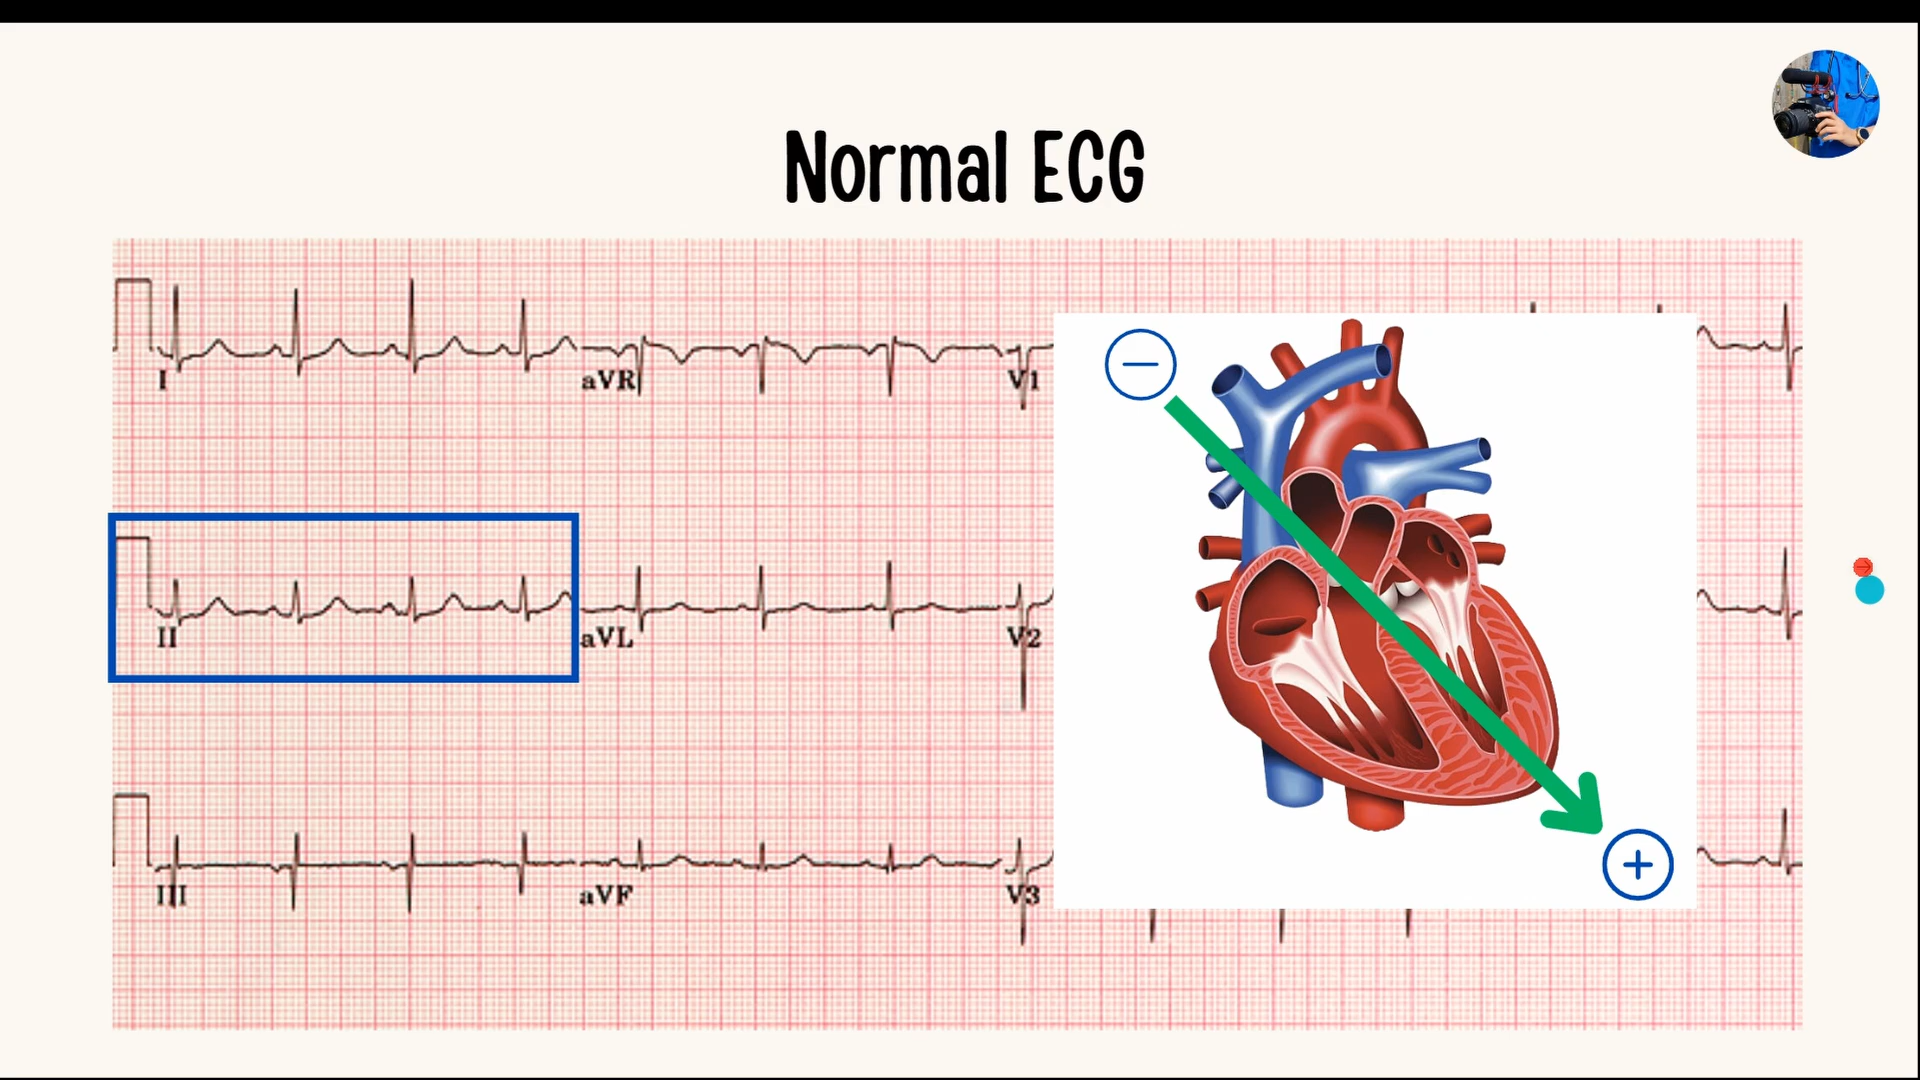 Normal ECG
I
aVR
V1
II
aVL
V2
III
aVF
V3